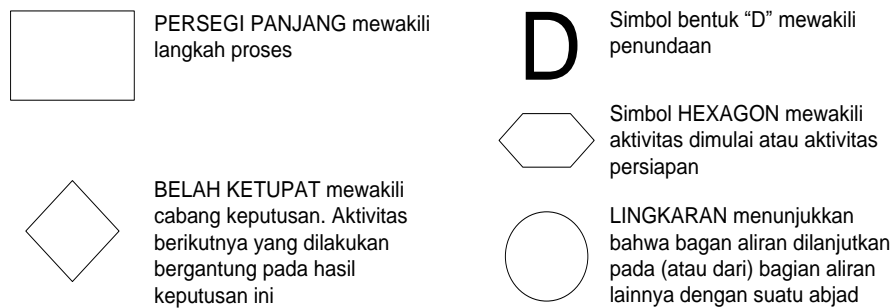 PERSEGI PANJANG mewakili
langkah proses
BELAH KETUPAT mewakili
cabang keputusan. Aktivitas
berikutnya yang dilakukan
bergantung pada hasil
keputusan ini
D
Simbol bentuk “D” mewakili
penundaan
Simbol HEXAGON mewakili
aktivitas dimulai atau aktivitas
persiapan
LINGKARAN menunjukkan
bahwa bagan aliran dilanjutkan
pada (atau dari) bagian aliran
lainnya dengan suatu abjad